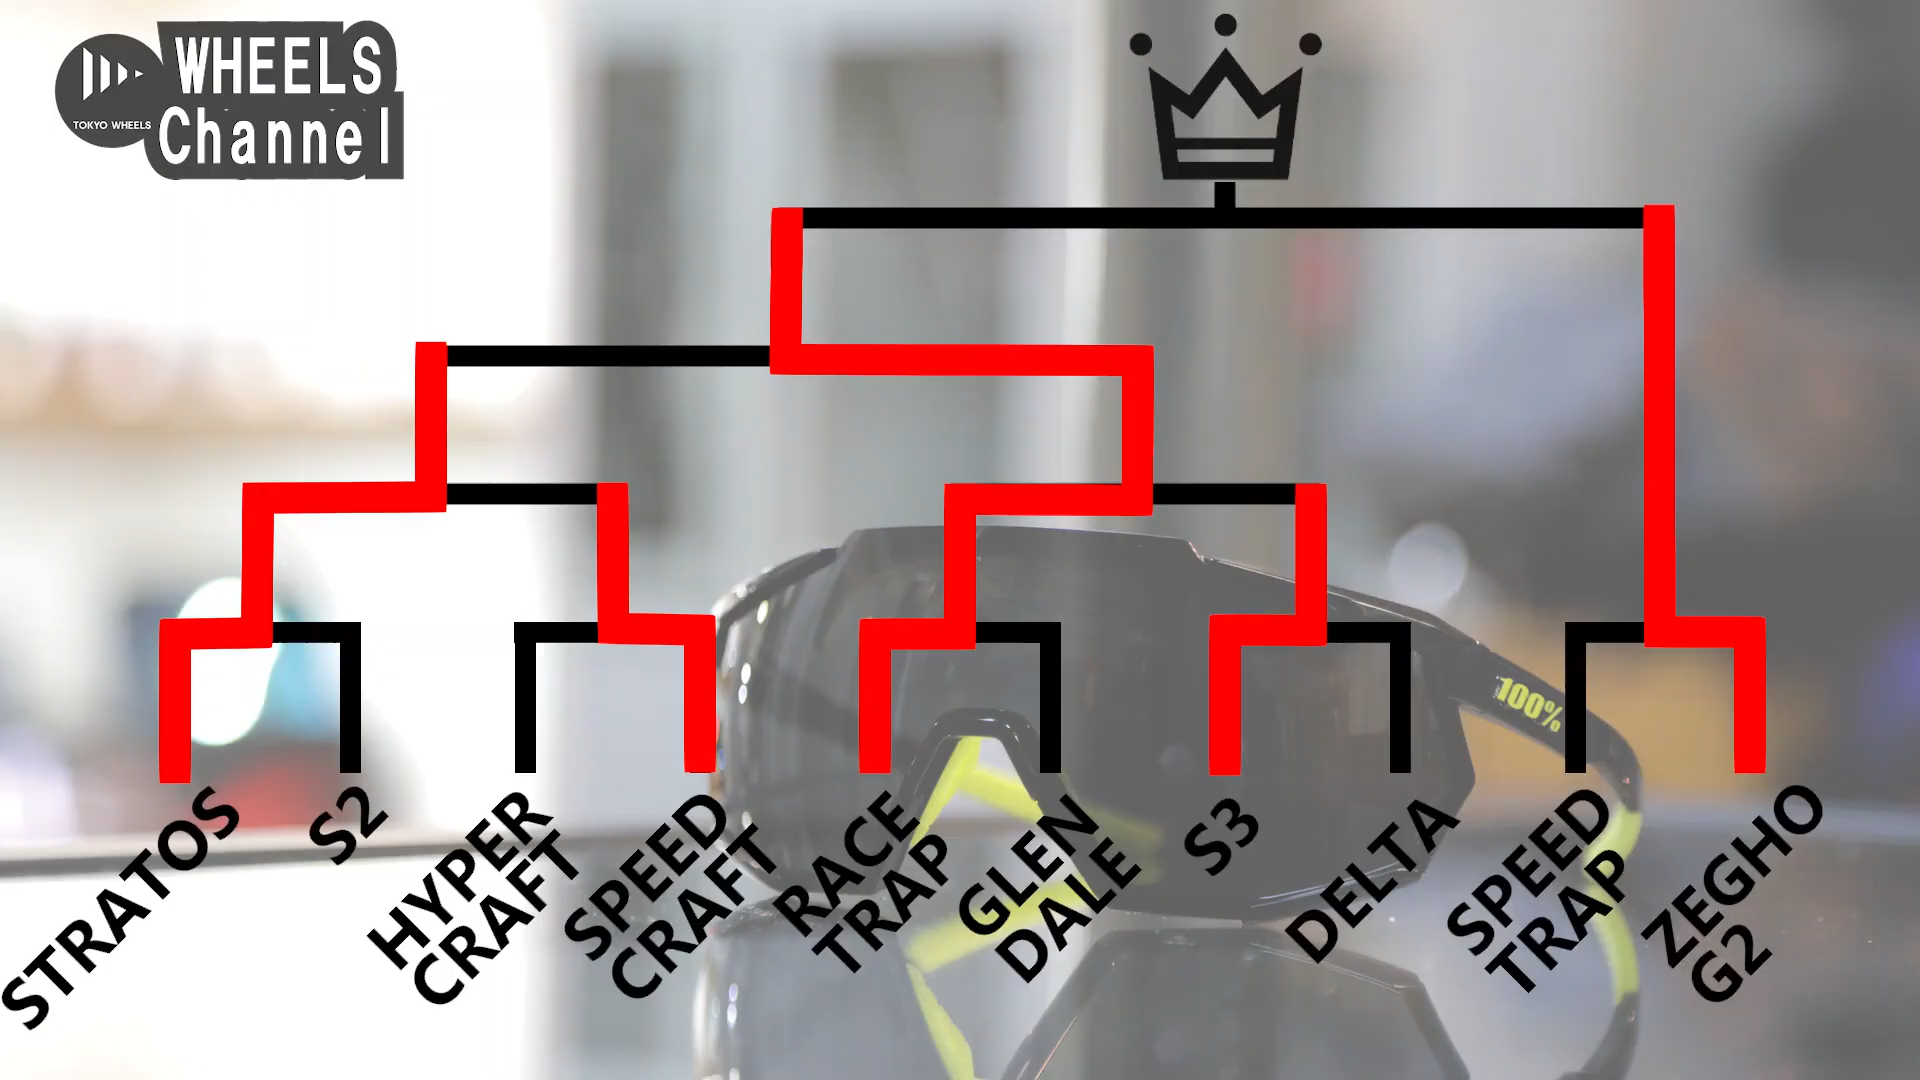 WHEELS
Channel
TOKYO WHEELS
100%
STRATOS
S2
HYPER
CRAFT
SPEED
CRAFT
RACE
TRAP
GLEN
DALE
S3
DELTA
SPEED
TRAP
ZEGHO
G2